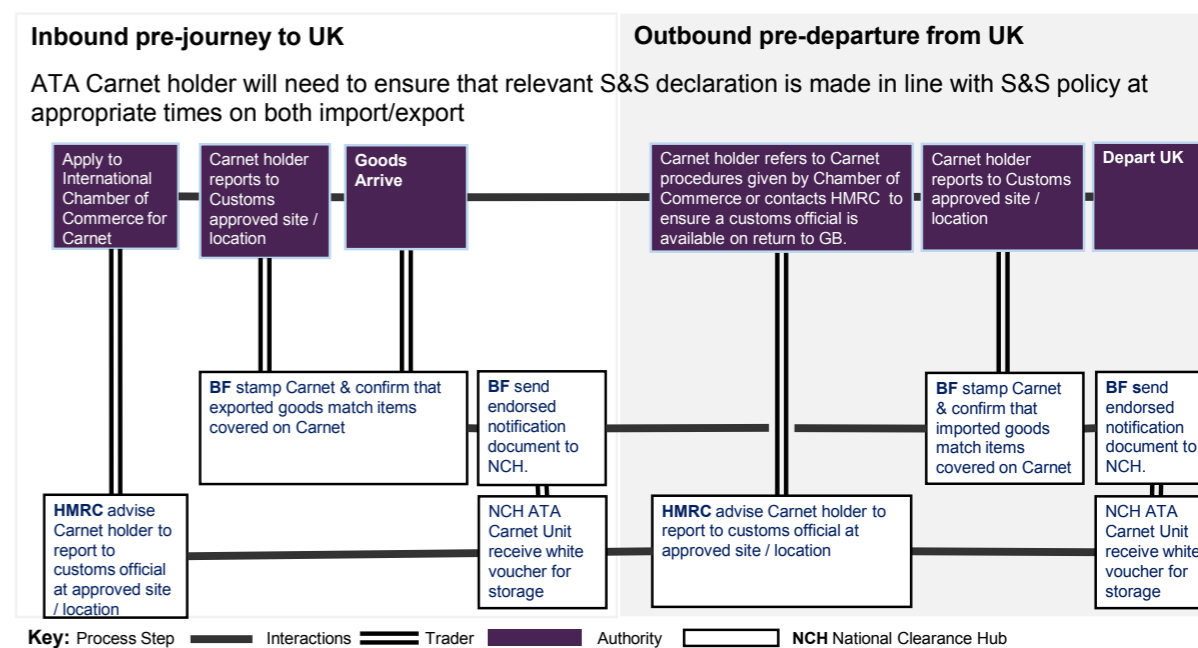 Inbound pre-journey to UK
Outbound pre-departure from UK
ATA Carnet holder will need to ensure that relevant S&S declaration is made in line with S&S policy at
appropriate times on both import/export
Apply to
International
Chamber of
Commerce for
Carnet
Carnet holder
reports to
Customs
approved site /
location
Goods
Arrive
Carnet holder refers to Carnet
procedures given by Chamber of
Commerce or contacts HMRC to
ensure a customs official is
available on return to GB.
Carnet holder
reports to Customs
approved site /
location
Depart UK
BF stamp Carnet & confirm that
exported goods match items
covered on Carnet
BF send
endorsed
notification
document to
NCH.
BF stamp Carnet
& confirm that
imported goods
match items
covered on Carnet
BF send
endorsed
notification
document to
NCH.
HMRC advise
Carnet holder to
report to
customs official
at approved site
/ location
NCH ATA
Carnet Unit
receive white
voucher for
storage
HMRC advise Carnet holder to
report to customs official at
approved site / location
NCH ATA
Carnet Unit
receive white
voucher for
storage
Key: Process Step Interactions Trader Authority NCH National Clearance Hub